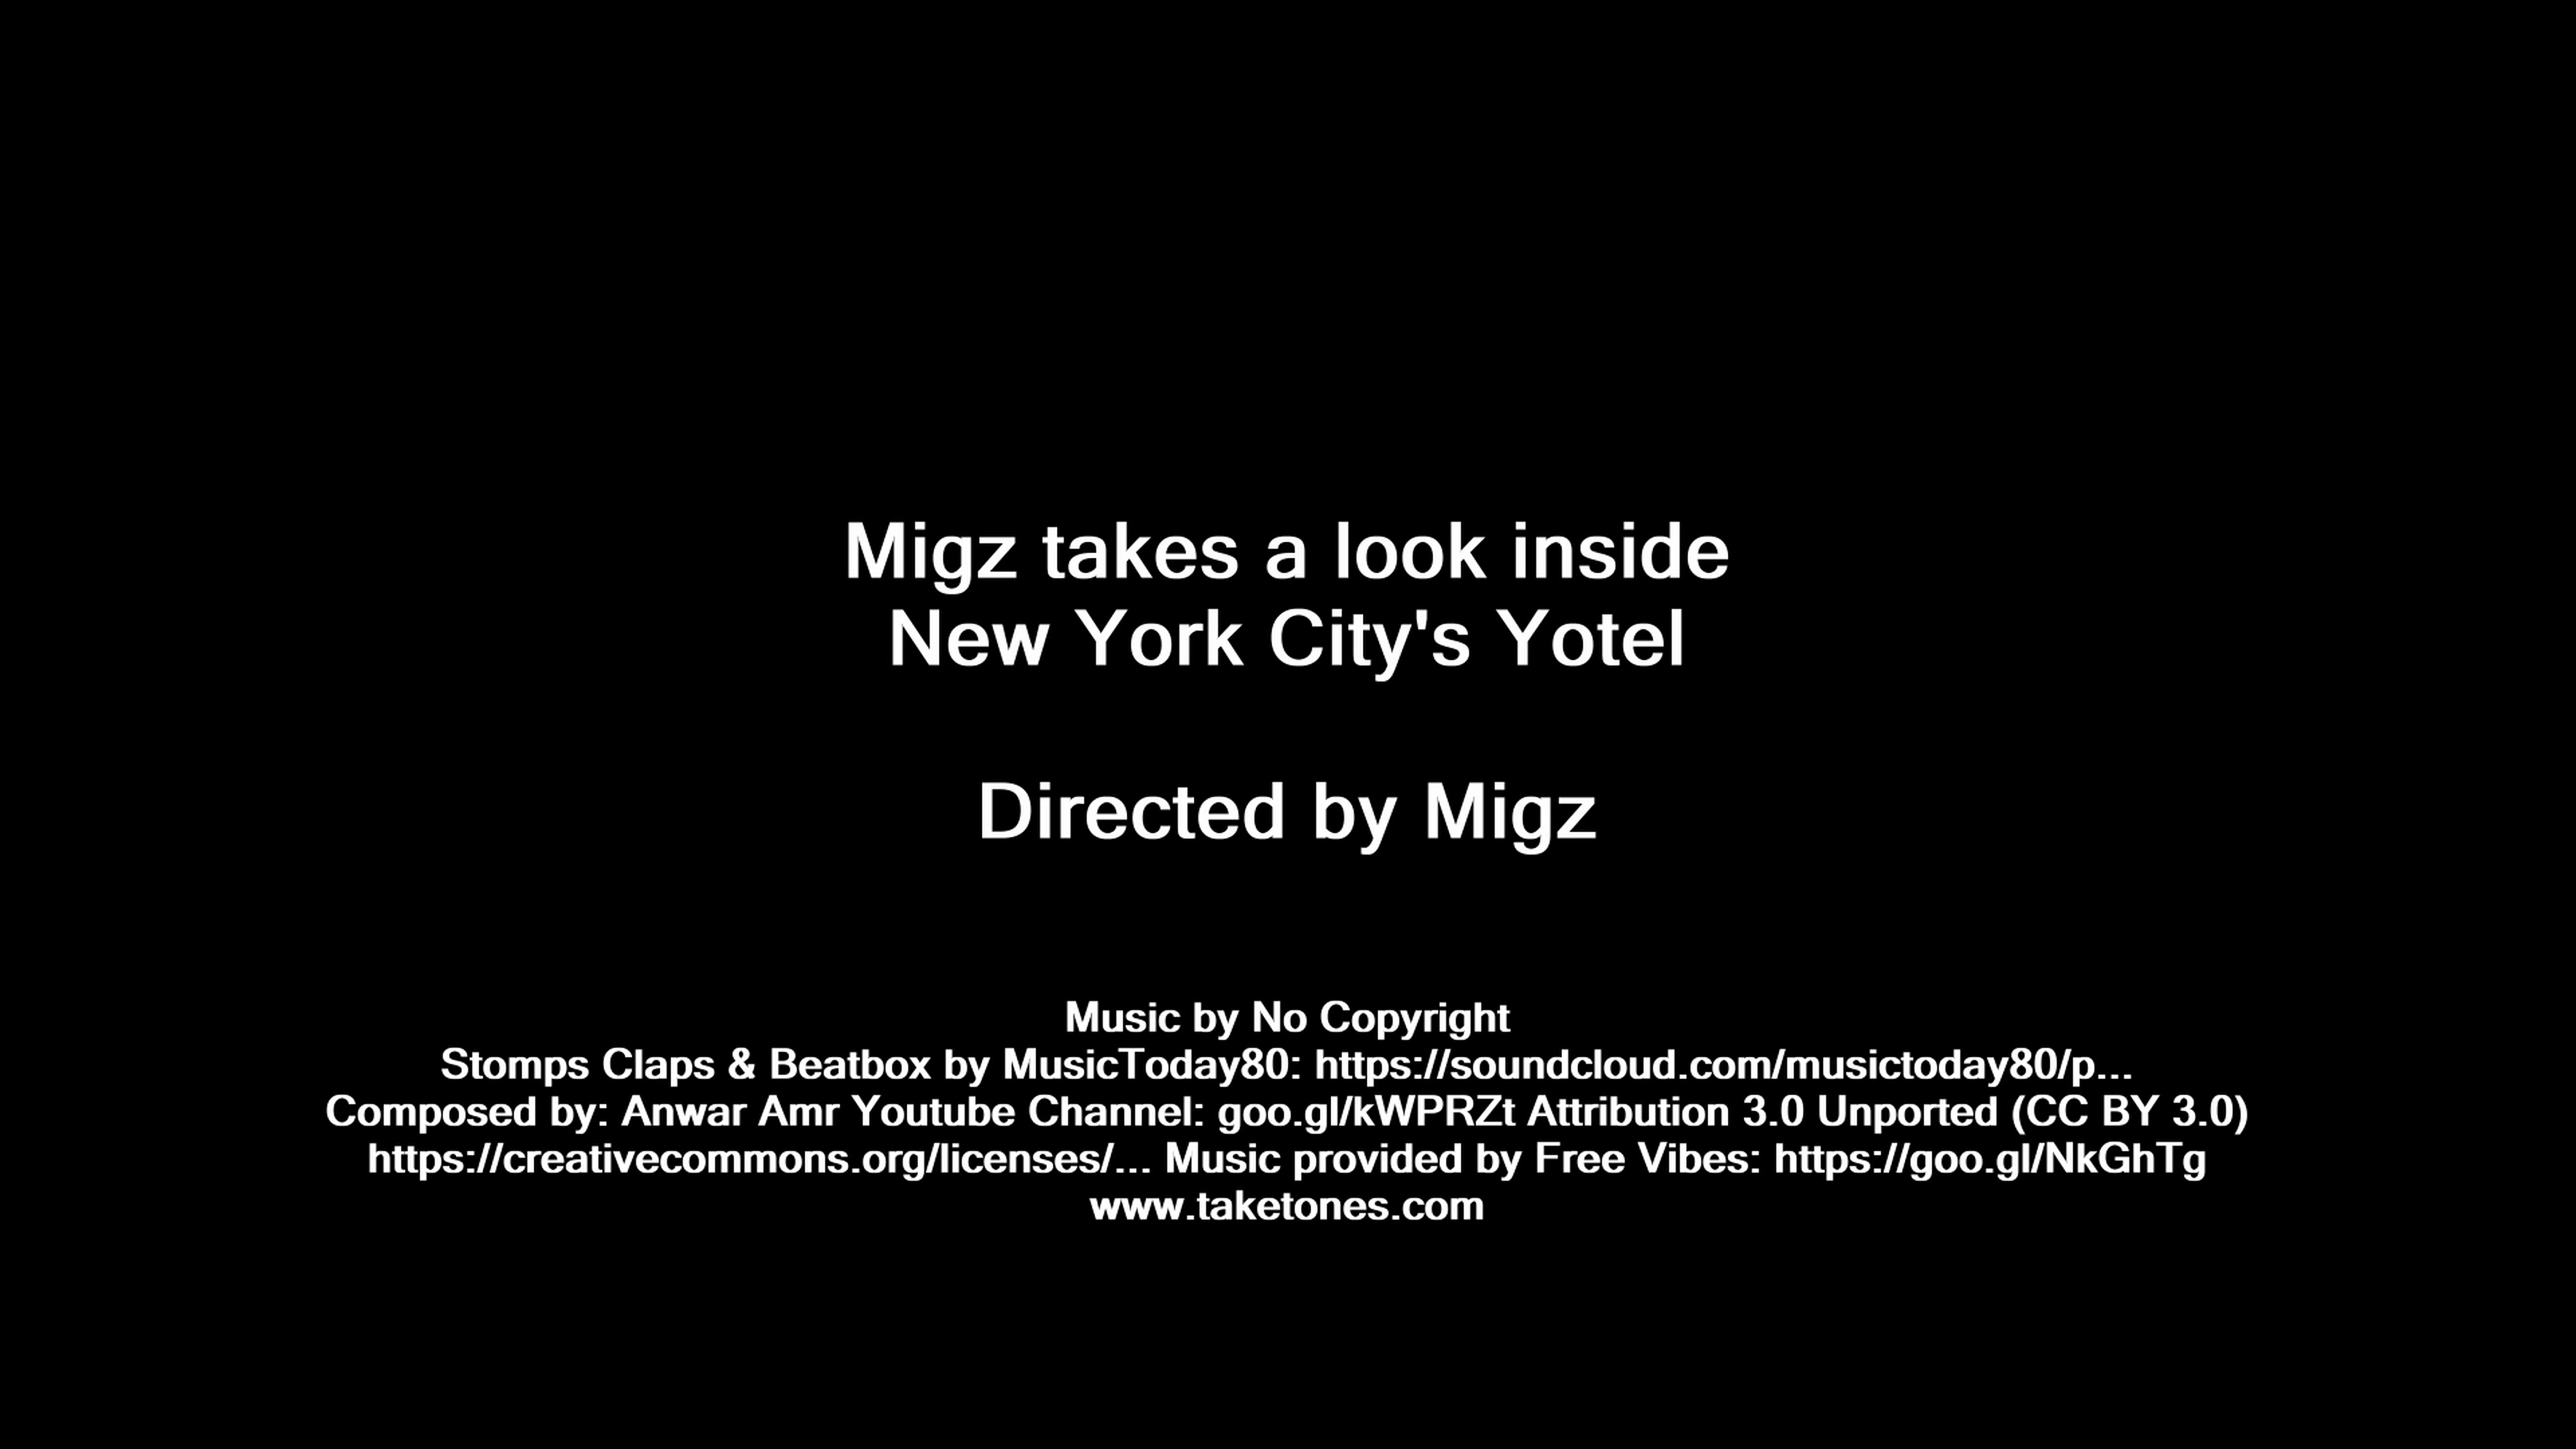 Migz takes a look inside
New York City's Yotel
Directed by Migz
Music by No Copyright
Stomps Claps & Beatbox by MusicToday80: https://soundcloud.com/musictoday80/p...
Composed by: Anwar Amr Youtube Channel: goo.gl/kWPRZt Attribution 3.0 Unported (CC BY 3.0)
https://creativecommons.org/licenses/... Music provided by Free Vibes: https://goo.gl/NkGhTg
www.taketones.com